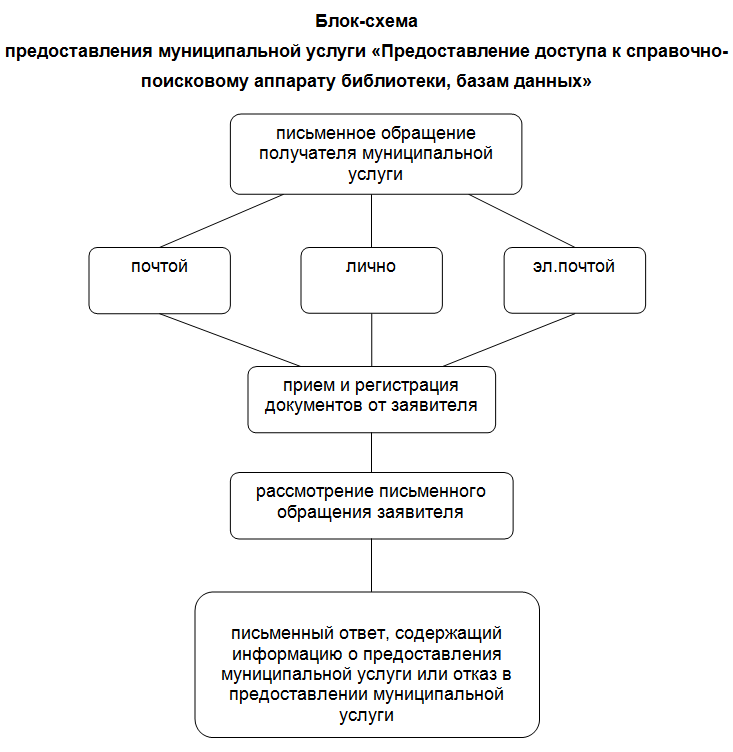 Блок-схема
предоставления муниципальной услуги «Предоставление доступа к справочно-
поисковому аппарату библиотеки, базам данных»
письменное обращение
получателя муниципальной
услуги
почтой
лично
эл.почтой
прием и регистрация
документов от заявителя
рассмотрение письменного
обращения заявителя
письменный ответ, содержащий
информацию о предоставления
муниципальной услуги или отказ в
предоставлении муниципальной
услуги